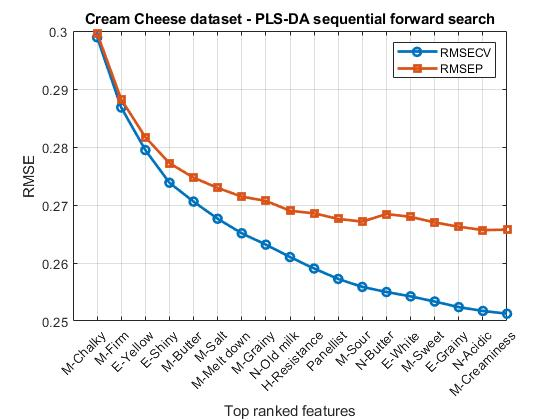 Cream Cheese dataset - PLS-DA sequential forward search
RMSECV
RMSEP
0.3
0.29
0.28
0.27
0.26
0.25
RMSE
M-Chalky
M-Firm
E-Yellow
E-Shiny
M-Butter
M-Salt
M-Melt down
M-Grainy
N-Old milk
H-Resistance
Panellist
M-Sour
N-Butter
E-White
M-Sweet
E-Grainy
N-Acidic
M-Creaminess
Top ranked features